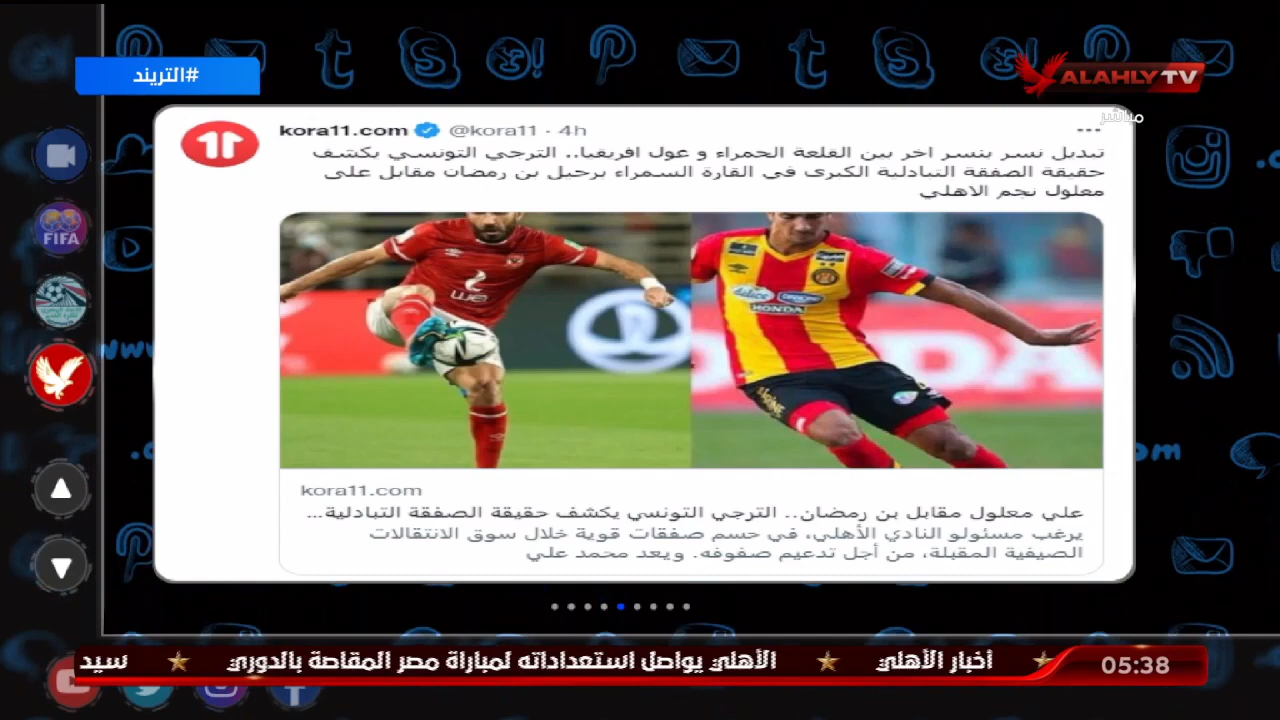 #التريند
ALAHLY TV
مباشر
kora11.com @kora11 · 4h
تبديل نسر بنسر اخر بين القلعة الحمراء و غول افريقيا.. الترجي التونسي يكشف
حقيقة الصفقة التبادلية الكبرى في القارة السمراء برحيل بن رمضان مقابل على
معلول نجم الاهلي
FIFA
HONDA
kora11.com
علي معلول مقابل بن رمضان.. الترجي التونسي يكشف حقيقة الصفقة التبادلية...
يرغب مسئولو النادي الأهلي، في حسم صفقات قوية خلال سوق الانتقالات
الصيفية المقبلة، من أجل تدعيم صفوفه. ويعد محمد علي
أخبار الأهلي ★ الأهلي يواصل استعداداته لمباراة مصر المقاصة بالدوري ★ سيد
05:38